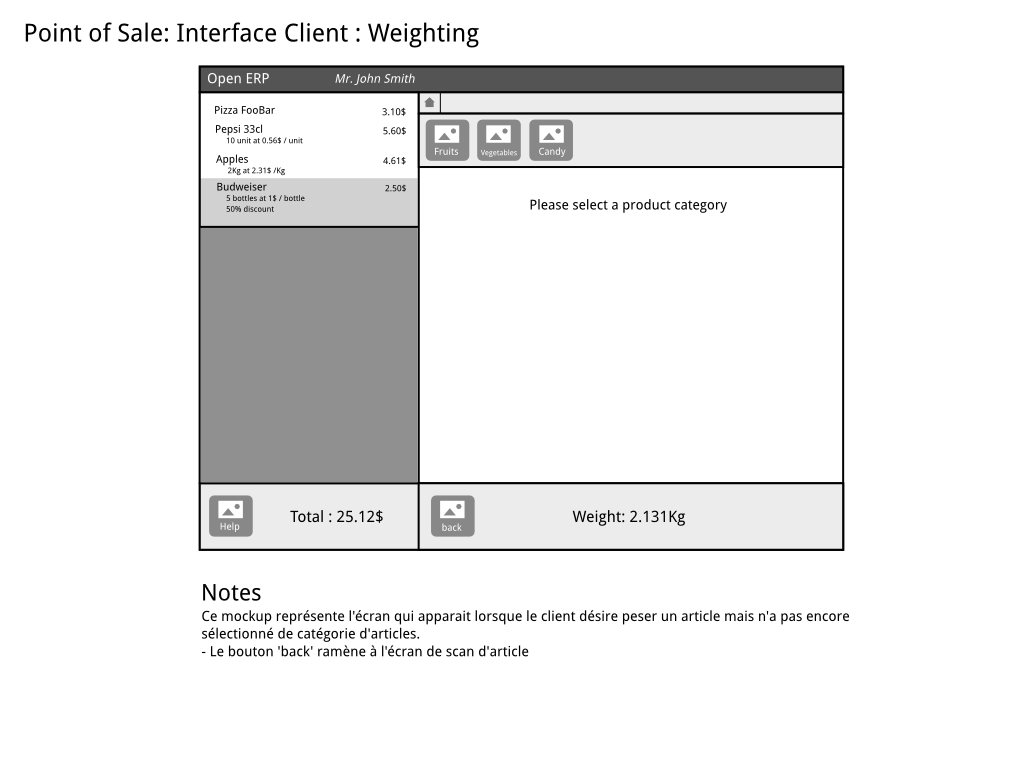 Point of Sale: Interface Client : Weighting
Open ERP Mr. John Smith
Pizza FooBar 3.10$
Pepsi 33cl 5.60$
10 unit at 0.56$ / unit
Apples 4.61$
2Kg at 2.31$ /Kg
Budweiser 2.50$
5 bottles at 1$ / bottle
50% discount
Fruits Vegetables Candy
Please select a product category
Help Total : 25.12$
back Weight: 2.131Kg
Notes
Ce mockup représente l'écran qui apparait lorsque le client désire peser un article mais n'a pas encore
sélectionné de catégorie d'articles.
- Le bouton 'back' ramène à l'écran de scan d'article